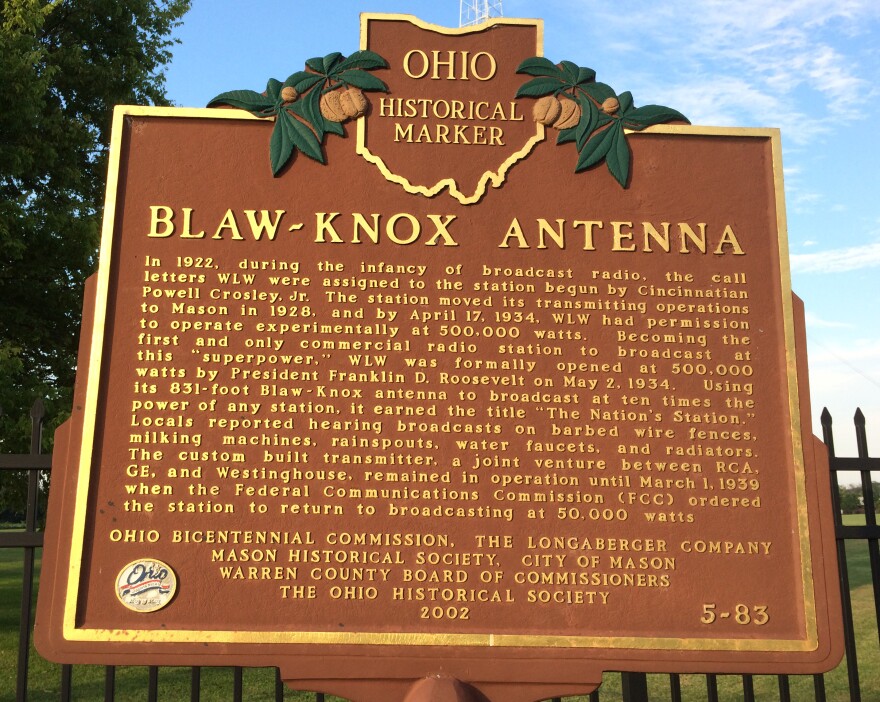 OHIO
HISTORICAL
MARKER
BLAW-KNOX ANTENNA
In 1922, during the infancy of broadcast radio, the call
letters WLW were assigned to the station begun by Cincinnatian
Powell Crosley, Jr. The station moved its transmitting operations
to Mason in 1928, and by April 17, 1934, WLW had permission
to operate experimentally at 500,000 watts. Becoming the
first and only commercial radio station to broadcast at
this "superpower," WLW was formally opened at 500,000
watts by President Franklin D. Roosevelt on May 2, 1934. Using
its 831-foot Blaw-Knox antenna to broadcast at ten times the
power of any station, it earned the title "The Nation's Station."
Locals reported hearing broadcasts on barbed wire fences,
milking machines, rainspouts, water faucets, and radiators.
The custom built transmitter, a joint venture between RCA,
GE, and Westinghouse, remained in operation until March 1, 1939
when the Federal Communications Commission (FCC) ordered
the station to return to broadcasting at 50,000 watts
OHIO BICENTENNIAL COMMISSION, THE LONGABERGER COMPANY
MASON HISTORICAL SOCIETY, CITY OF MASON
WARREN COUNTY BOARD OF COMMISSIONERS
THE OHIO HISTORICAL SOCIETY
2002
5-83
Ohio